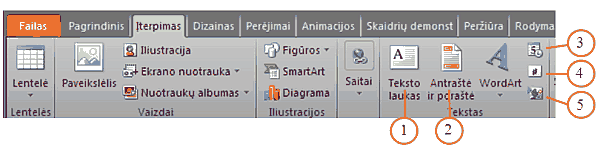 Failas Pagrindinis Įterpimas Dizainas Perėjimai Animacijos Skaidrių demonst Peržiūra Rodyma
Lentelė
Lentelės
Paveikslėlis
Iliustracija
Ekrano nuotrauka
Nuotraukų albumas
Vaizdai
Figūros
SmartArt
Diagrama
Iliustracijos
Saitai
Teksto
laukas
Antraštė
ir poraštė
WordArt
Tekstas
1
2
3
4
5